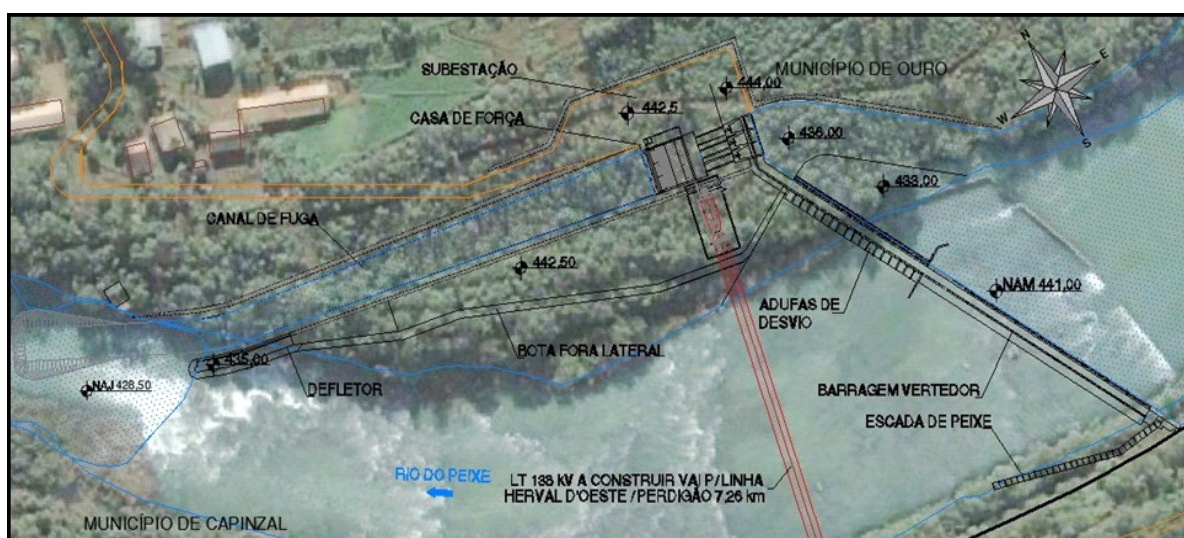 SUBESTAÇÃO
444,00
MUNICÍPIO DE OURO
N
E
W
S
442,5
CASA DE FORÇA
436,00
433,00
CANAL DE FUGA
442,50
NAM 441,00
ADUFAS DE
DESVIO
BOTA FORA LATERAL
435,00
NAJ 428,50
DEFLETOR
BARRAGEM VERTEDOR
ESCADA DE PEIXE
RIO DO PEIXE
LT 138 kV A CONSTRUIR VAI P/LINHA
HERVAL D'OESTE / PERDIGÃO 7,26 km
MUNICÍPIO DE CAPINZAL